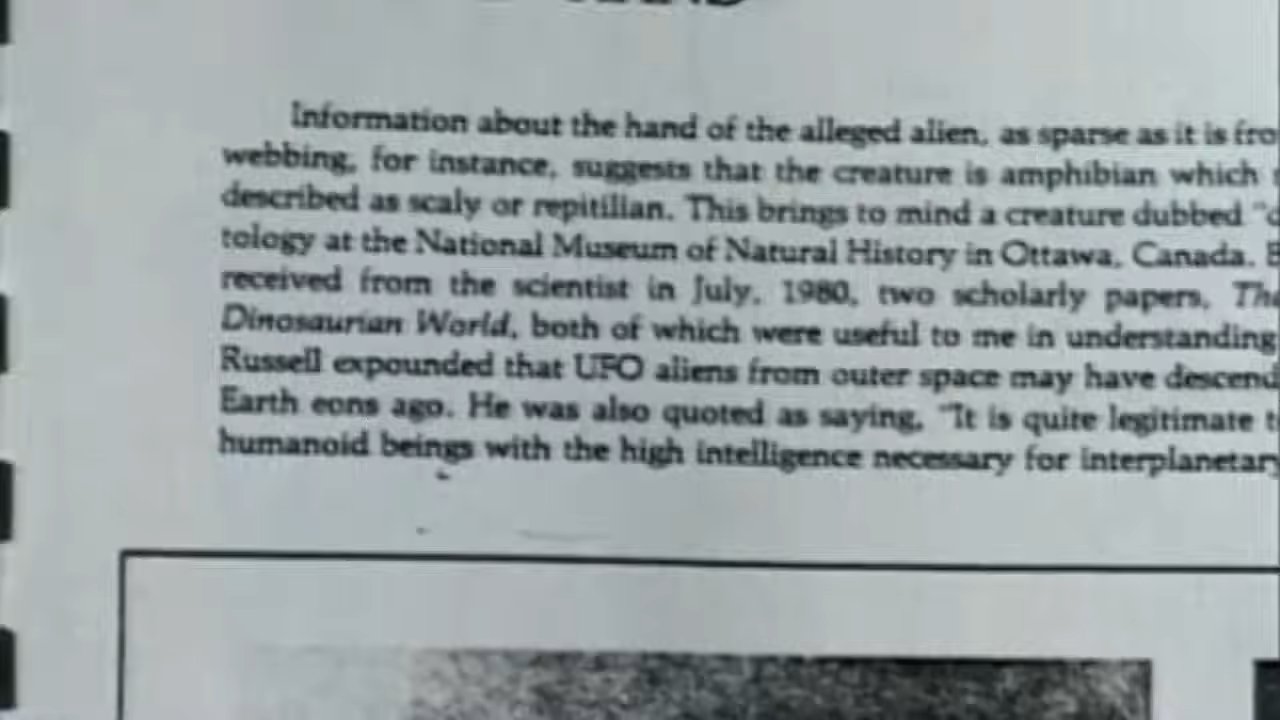 HAND
Information about the hand of the alleged alien, as sparse as it is
webbing, for instance, suggests that the creature is amphibian which
described as scaly or repitilian. This brings to mind a creature dubbed
tology at the National Museum of Natural History in Ottawa, Canada.
received from the scientist in July, 1980, two scholarly papers,
Dinosaurian World, both of which were useful to me in understanding
Russell expounded that UFO aliens from outer space may have descend
Earth eons ago. He was also quoted as saying, "It is quite legitimate
humanoid beings with the high intelligence necessary for interplanetary